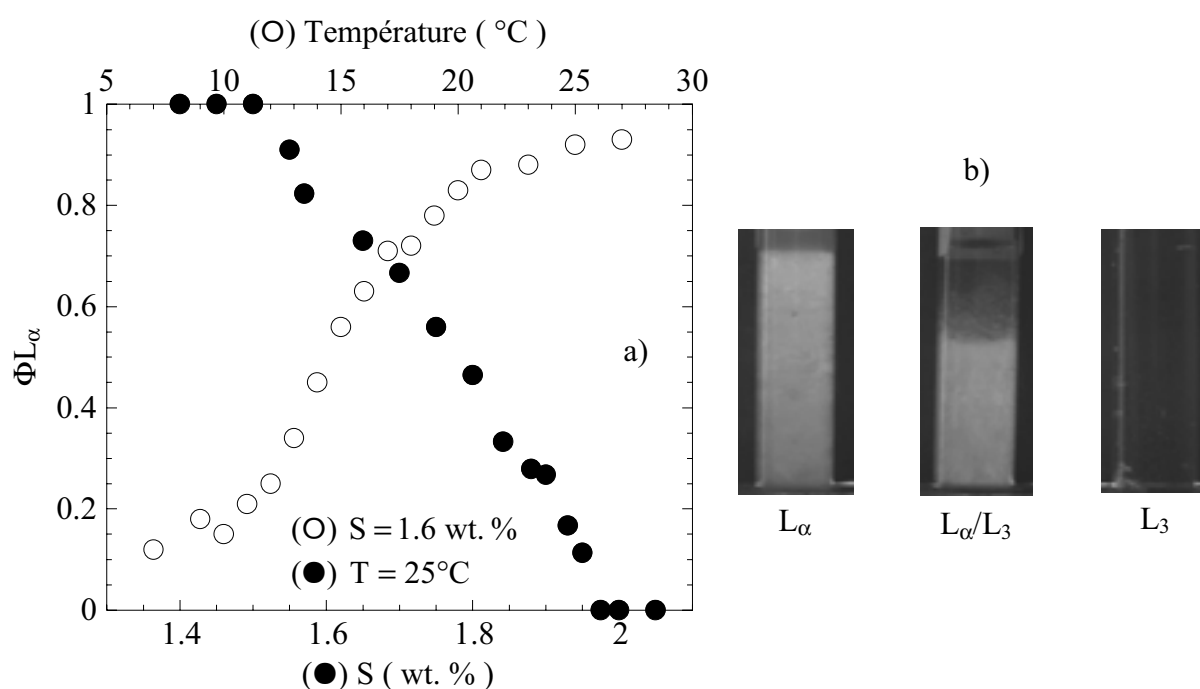 (O) Température ( °C )
5 10 15 20 25 30
1
0.8
0.6
0.4
0.2
0
ΦLα
a)
(O) S = 1.6 wt. %
(●) T = 25°C
1.4 1.6 1.8 2
(●) S ( wt. % )
b)
Lα Lα/L3 L3